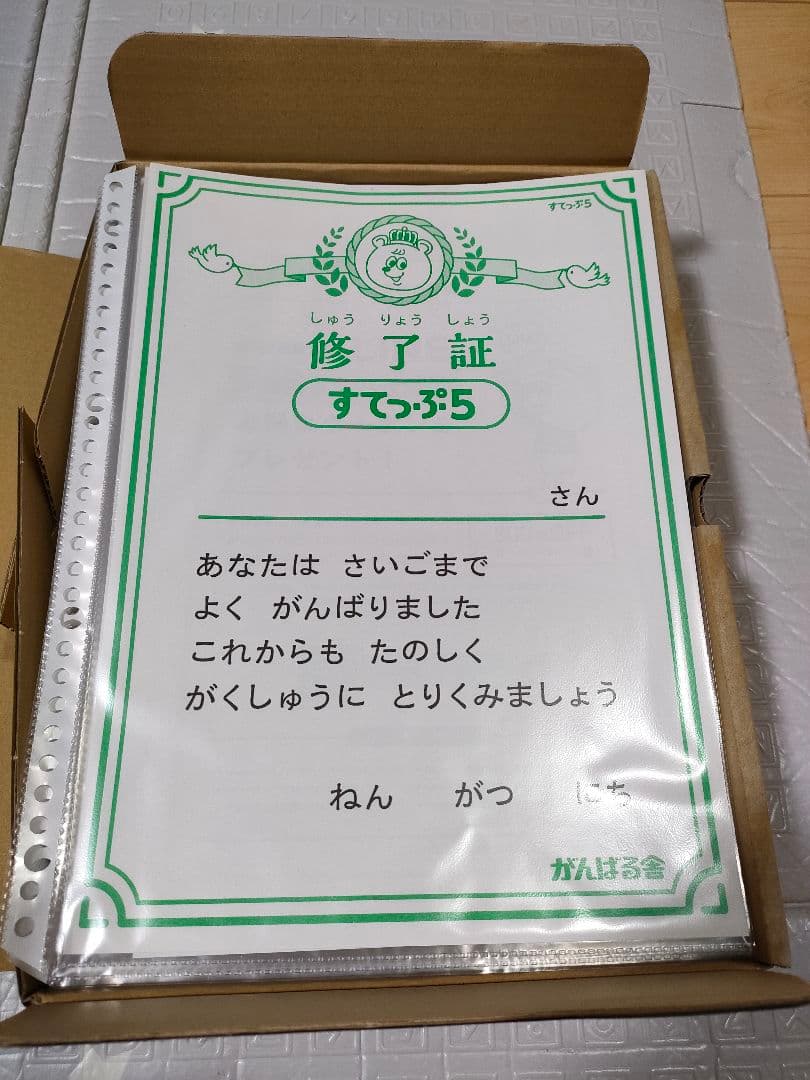 すてっぷ5
しゅう りょう しょう
修了証
すてっぷ5
さん
あなたは さいごまで
よく がんばりました
これからも たのしく
がくしゅうに とりくみましょう
ねん がつ にち
がんばる舎